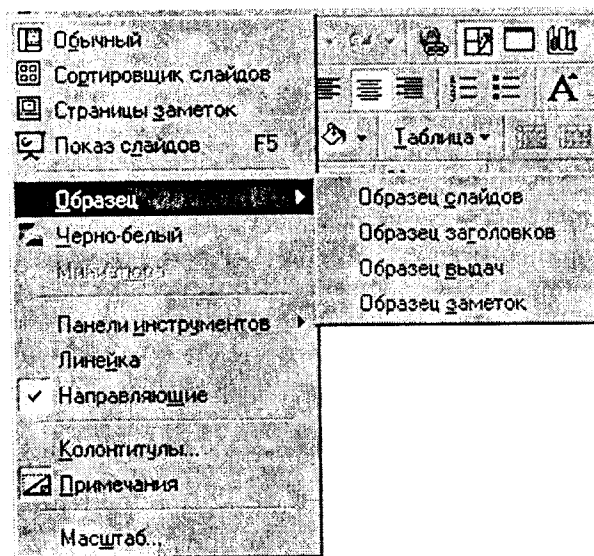 Обычный
Сортировщик слайдов
Страницы заметок
Показ слайдов F5
Образец
Черно-белый
Миниатюра
Панели инструментов
Линейка
Направляющие
Колонтитулы...
Примечания
Масштаб...
Таблица
Образец слайдов
Образец заголовков
Образец выдач
Образец заметок